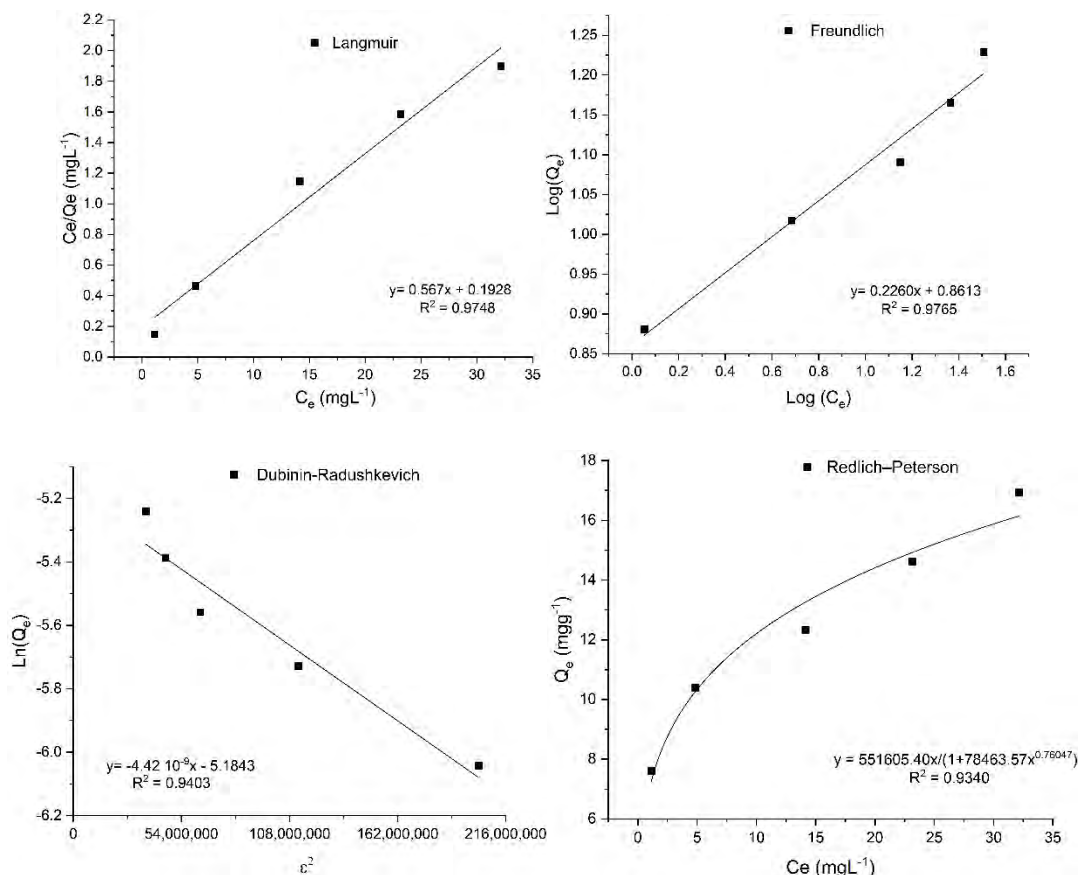 Langmuir
2.2
2.0
1.8
1.6
1.4
1.2
1.0
0.8
0.6
0.4
0.2
0.0
Ce/Qe (mgL⁻¹)
y= 0.567x + 0.1928
R² = 0.9748
0 5 10 15 20 25 30 35
Cₑ (mgL⁻¹)
Freundlich
1.25
1.20
1.15
1.10
1.05
1.00
0.95
0.90
0.85
Log(Qₑ)
y= 0.2260x + 0.8613
R² = 0.9765
0.0 0.2 0.4 0.6 0.8 1.0 1.2 1.4 1.6
Log (Cₑ)
Dubinin-Radushkevich
-5.2
-5.4
-5.6
-5.8
-6.0
-6.2
Ln(Qₑ)
y= -4.42 10⁻⁹x - 5.1843
R² = 0.9403
0 54,000,000 108,000,000 162,000,000 216,000,000
ε²
Redlich–Peterson
18
16
14
12
10
8
6
Qₑ (mgg⁻¹)
y = 551605.40x/(1+78463.57x⁰·⁷⁶⁰⁴⁷)
R² = 0.9340
0 5 10 15 20 25 30 35
Ce (mgL⁻¹)